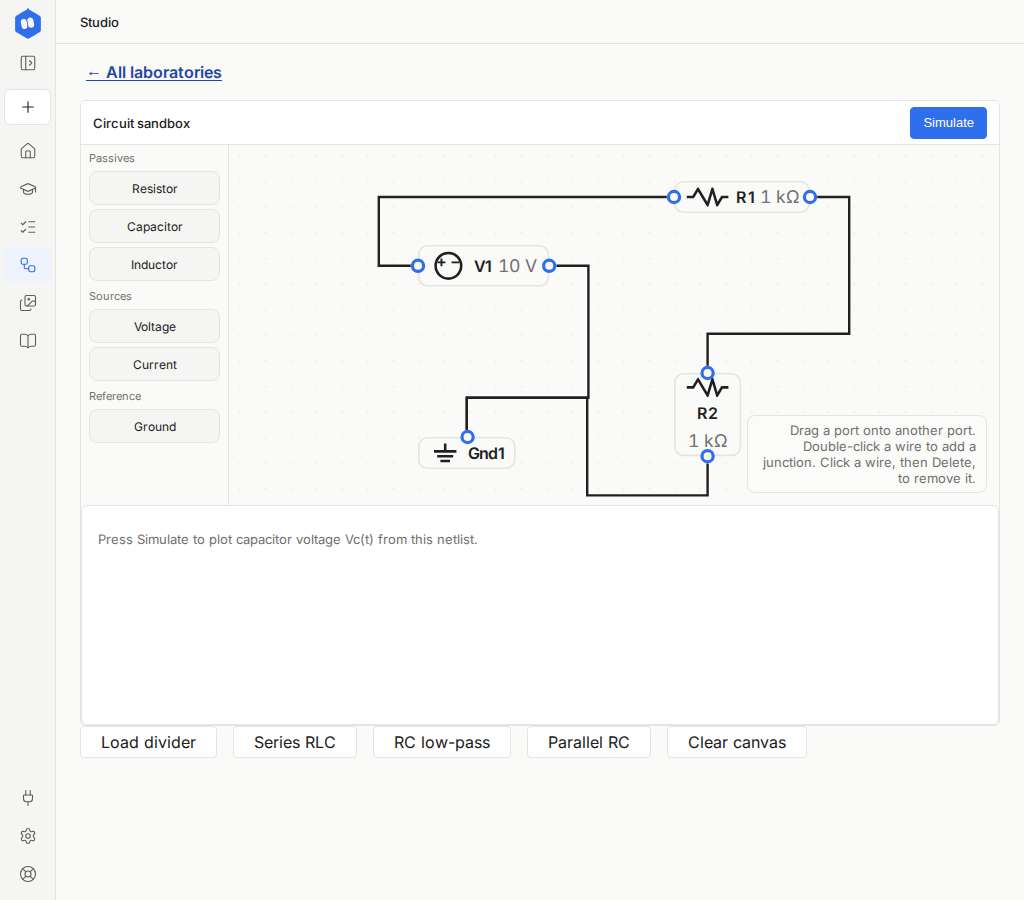 Studio
← All laboratories
Circuit sandbox
Simulate
Passives
Resistor
Capacitor
Inductor
Sources
Voltage
Current
Reference
Ground
R1 1 kΩ
V1 10 V
R2
1 kΩ
Gnd1
Drag a port onto another port.
Double-click a wire to add a
junction. Click a wire, then Delete,
to remove it.
Press Simulate to plot capacitor voltage Vc(t) from this netlist.
Load divider
Series RLC
RC low-pass
Parallel RC
Clear canvas